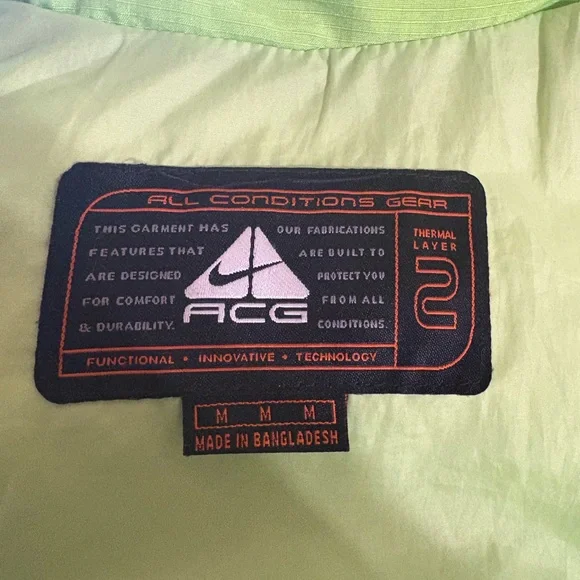 ALL CONDITIONS GEAR
THIS GARMENT HAS
FEATURES THAT
ARE DESIGNED
FOR COMFORT
& DURABILITY.
ACG
OUR FABRICATIONS
ARE BUILT TO
PROTECT YOU
FROM ALL
CONDITIONS.
THERMAL
LAYER
2
FUNCTIONAL • INNOVATIVE • TECHNOLOGY
M M M
MADE IN BANGLADESH